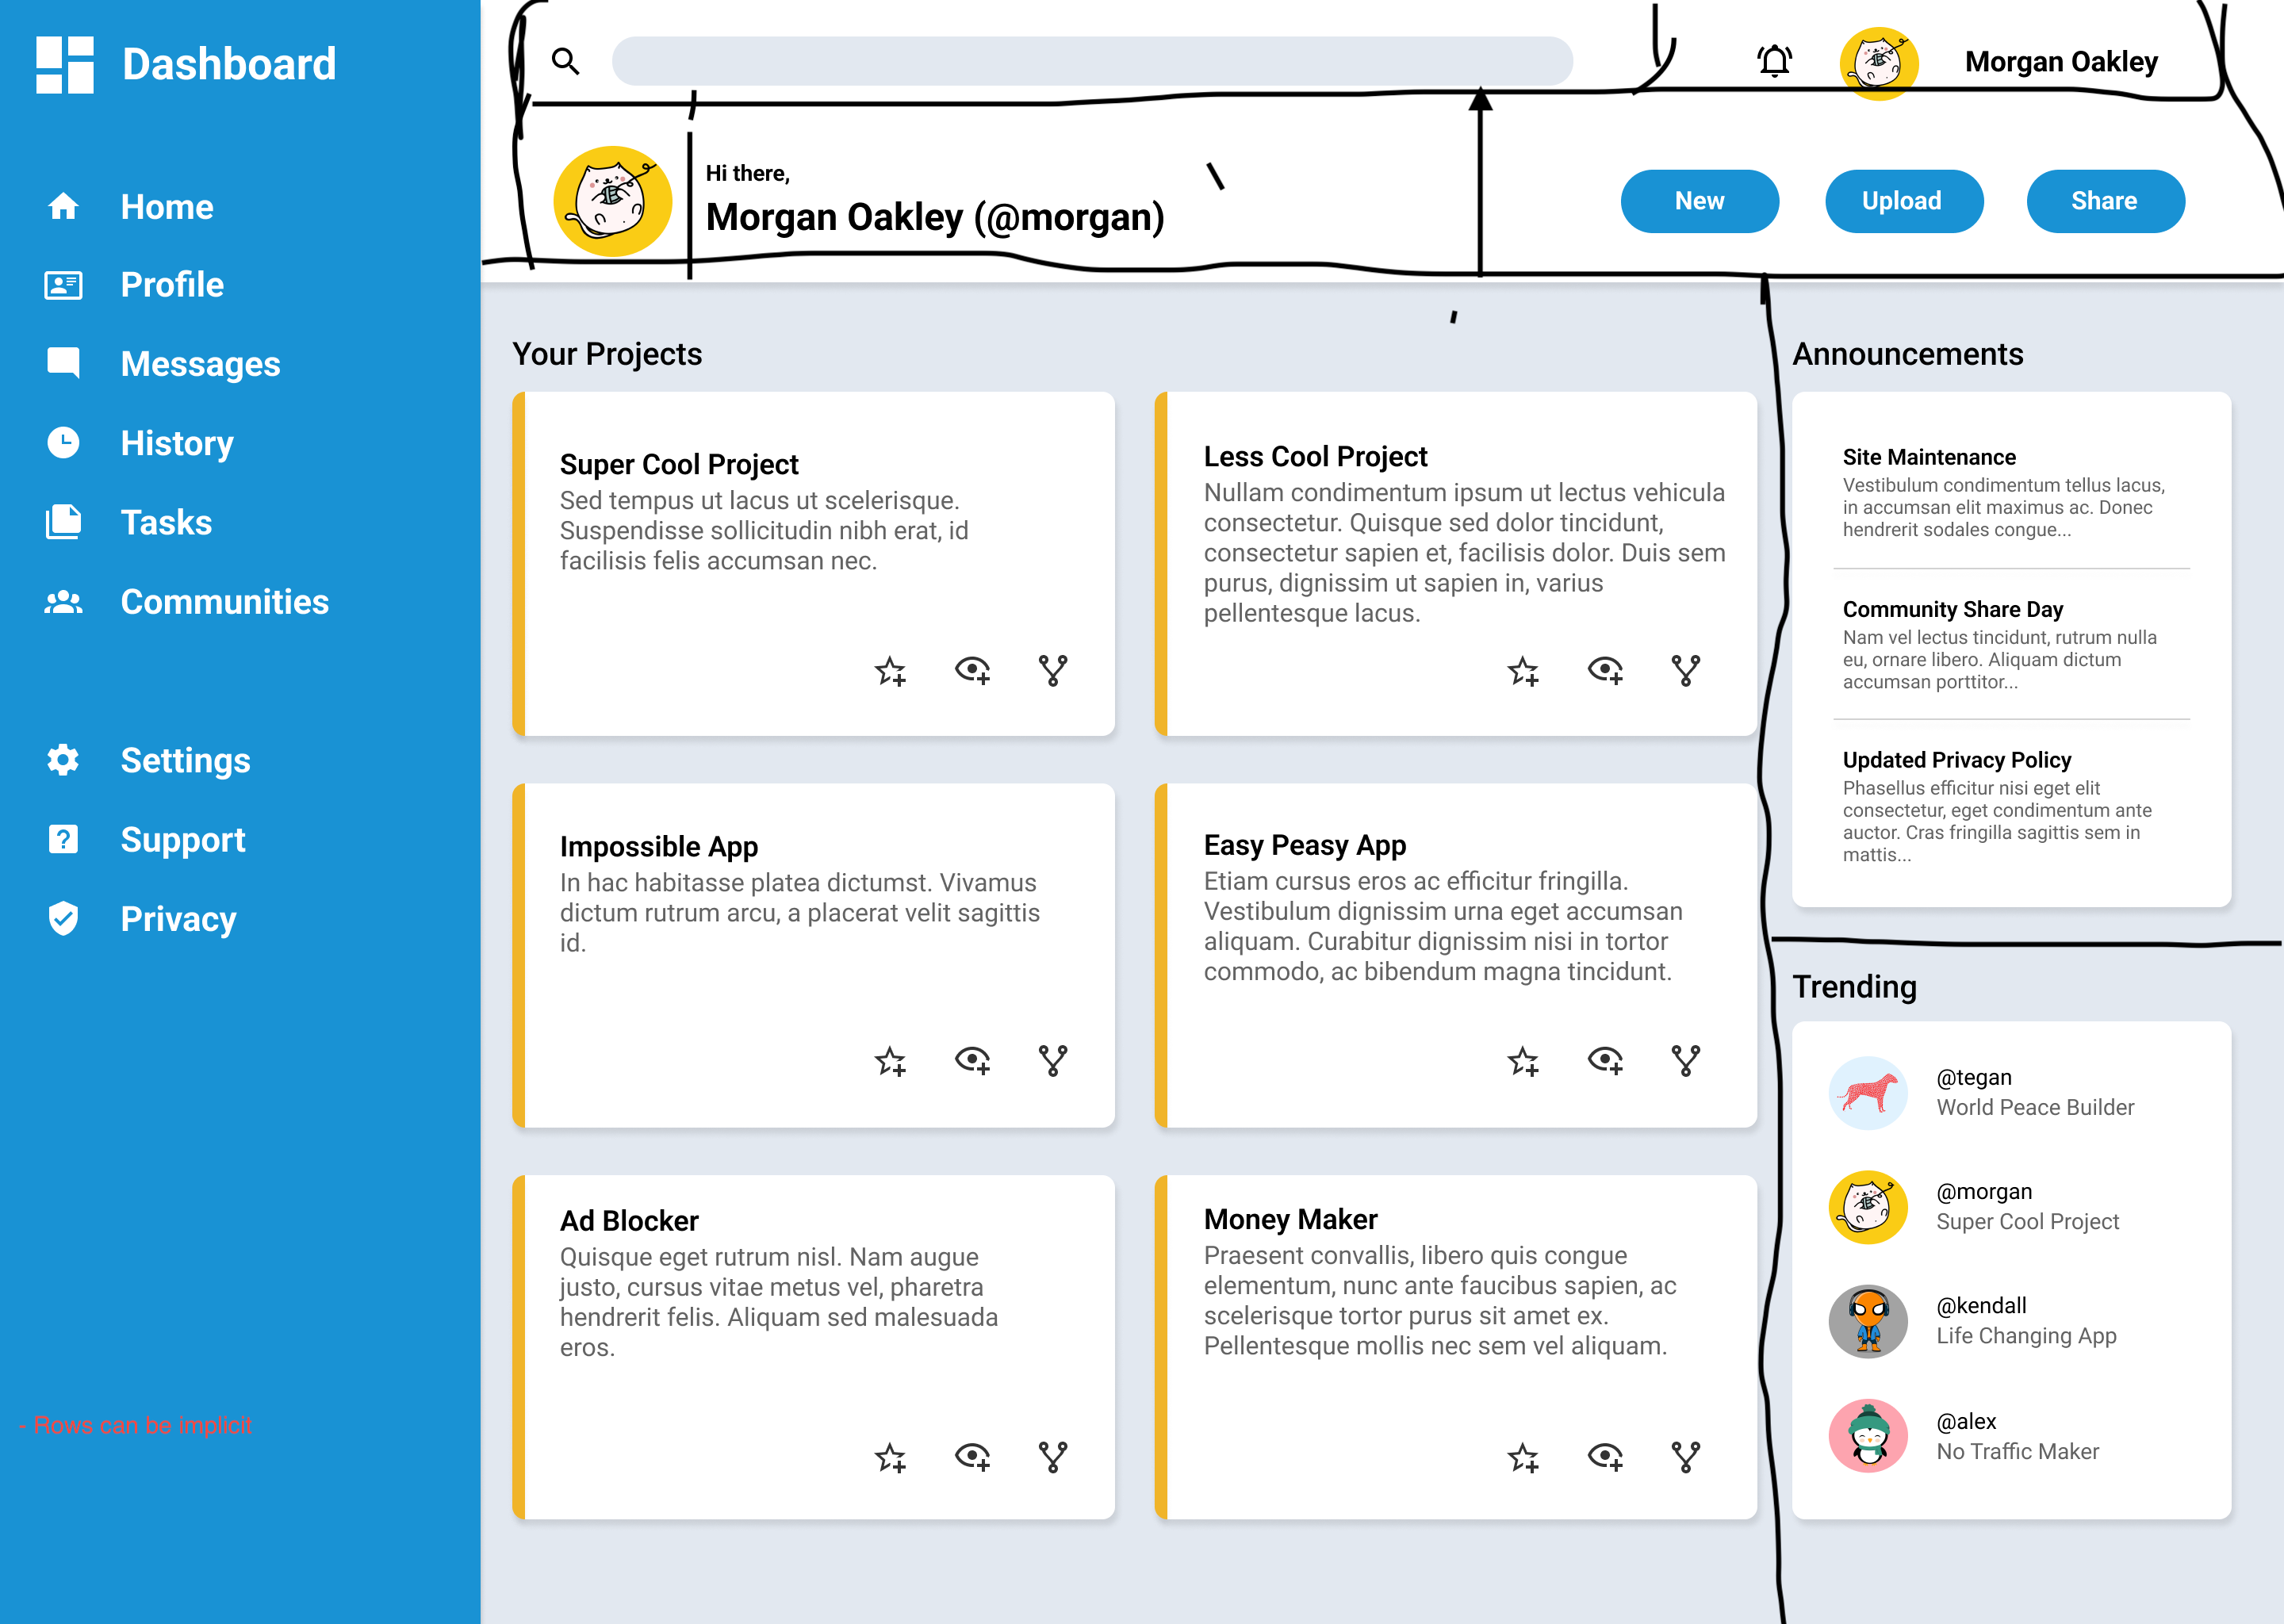 Dashboard
Home
Profile
Messages
History
Tasks
Communities
Settings
Support
Privacy
- Rows can be implicit
Morgan Oakley
Hi there,
Morgan Oakley (@morgan)
New
Upload
Share
Your Projects
Super Cool Project
Sed tempus ut lacus ut scelerisque.
Suspendisse sollicitudin nibh erat, id
facilisis felis accumsan nec.
Less Cool Project
Nullam condimentum ipsum ut lectus vehicula
consectetur. Quisque sed dolor tincidunt,
consectetur sapien et, facilisis dolor. Duis sem
purus, dignissim ut sapien in, varius
pellentesque lacus.
Impossible App
In hac habitasse platea dictumst. Vivamus
dictum rutrum arcu, a placerat velit sagittis
id.
Easy Peasy App
Etiam cursus eros ac efficitur fringilla.
Vestibulum dignissim urna eget accumsan
aliquam. Curabitur dignissim nisi in tortor
commodo, ac bibendum magna tincidunt.
Ad Blocker
Quisque eget rutrum nisl. Nam augue
justo, cursus vitae metus vel, pharetra
hendrerit felis. Aliquam sed malesuada
eros.
Money Maker
Praesent convallis, libero quis congue
elementum, nunc ante faucibus sapien, ac
scelerisque tortor purus sit amet ex.
Pellentesque mollis nec sem vel aliquam.
Announcements
Site Maintenance
Vestibulum condimentum tellus lacus,
in accumsan elit maximus ac. Donec
hendrerit sodales congue...
Community Share Day
Nam vel lectus tincidunt, rutrum nulla
eu, ornare libero. Aliquam dictum
accumsan porttitor...
Updated Privacy Policy
Phasellus efficitur nisi eget elit
consectetur, eget condimentum ante
auctor. Cras fringilla sagittis sem in
mattis...
Trending
@tegan
World Peace Builder
@morgan
Super Cool Project
@kendall
Life Changing App
@alex
No Traffic Maker